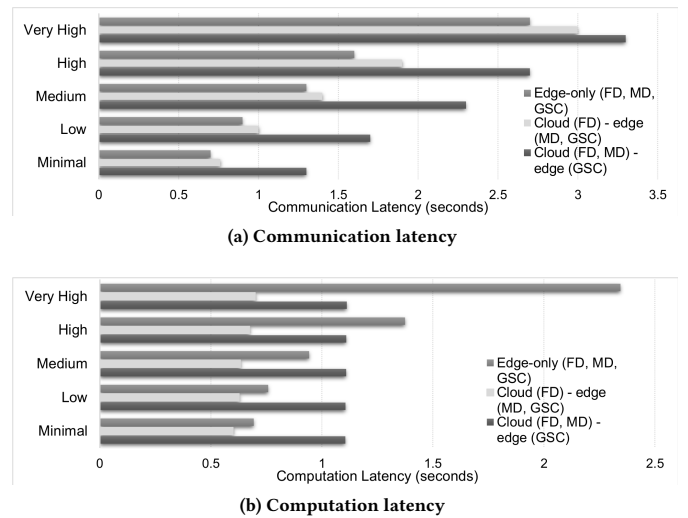 Very High
High
Medium
Low
Minimal
Edge-only (FD, MD,
GSC)
Cloud (FD) - edge
(MD, GSC)
Cloud (FD, MD) -
edge (GSC)
0 0.5 1 1.5 2 2.5 3 3.5
Communication Latency (seconds)
(a) Communication latency
Very High
High
Medium
Low
Minimal
Edge-only (FD, MD,
GSC)
Cloud (FD) - edge
(MD, GSC)
Cloud (FD, MD) -
edge (GSC)
0 0.5 1 1.5 2 2.5
Computation Latency (seconds)
(b) Computation latency